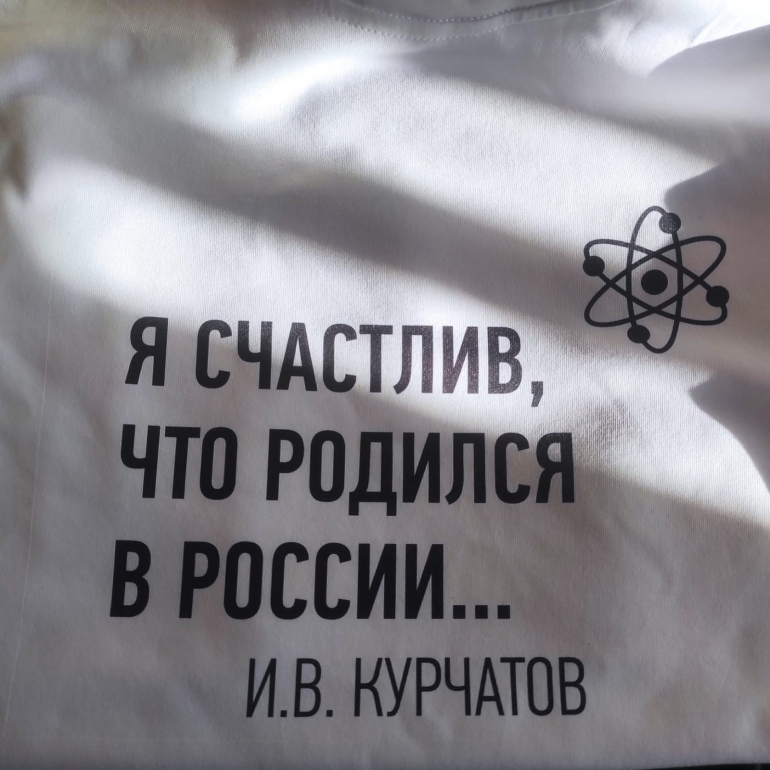 Я СЧАСТЛИВ,
ЧТО РОДИЛСЯ
В РОССИИ...
И.В. КУРЧАТОВ